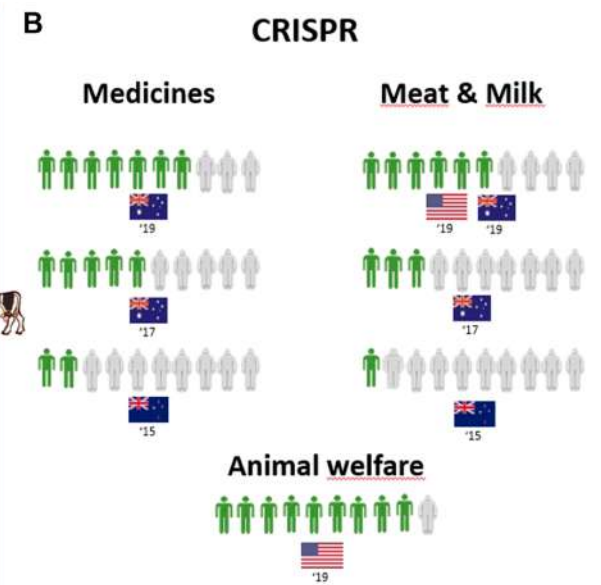 B
CRISPR
Medicines
Meat & Milk
'19
'19 '19
'17
'17
'15
'15
Animal welfare
'19